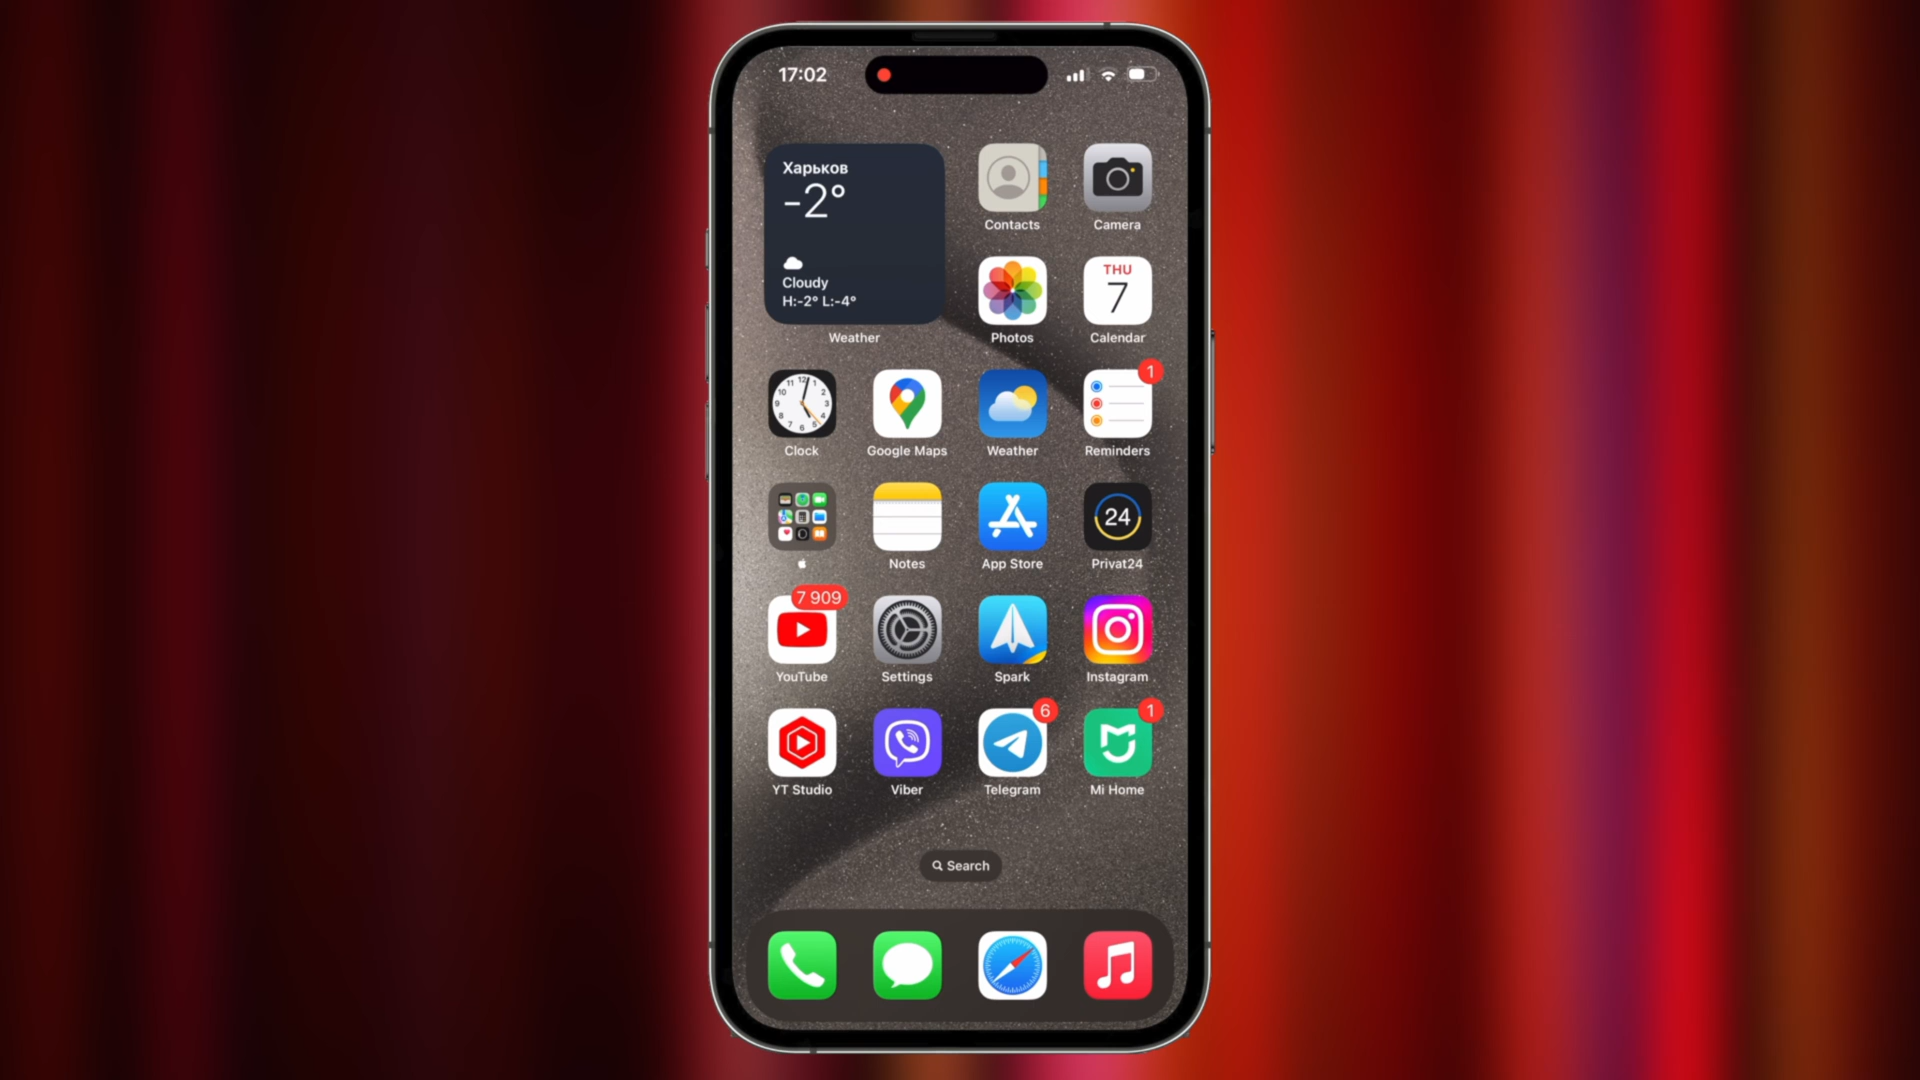 17:02
Харьков
-2°
Cloudy
H:-2° L:-4°
Weather
Contacts
Camera
Photos
THU
7
Calendar
Clock
Google Maps
Weather
1
Reminders
Notes
App Store
24
Privat24
7 909
YouTube
Settings
Spark
Instagram
YT Studio
Viber
6
Telegram
1
Mi Home
Search